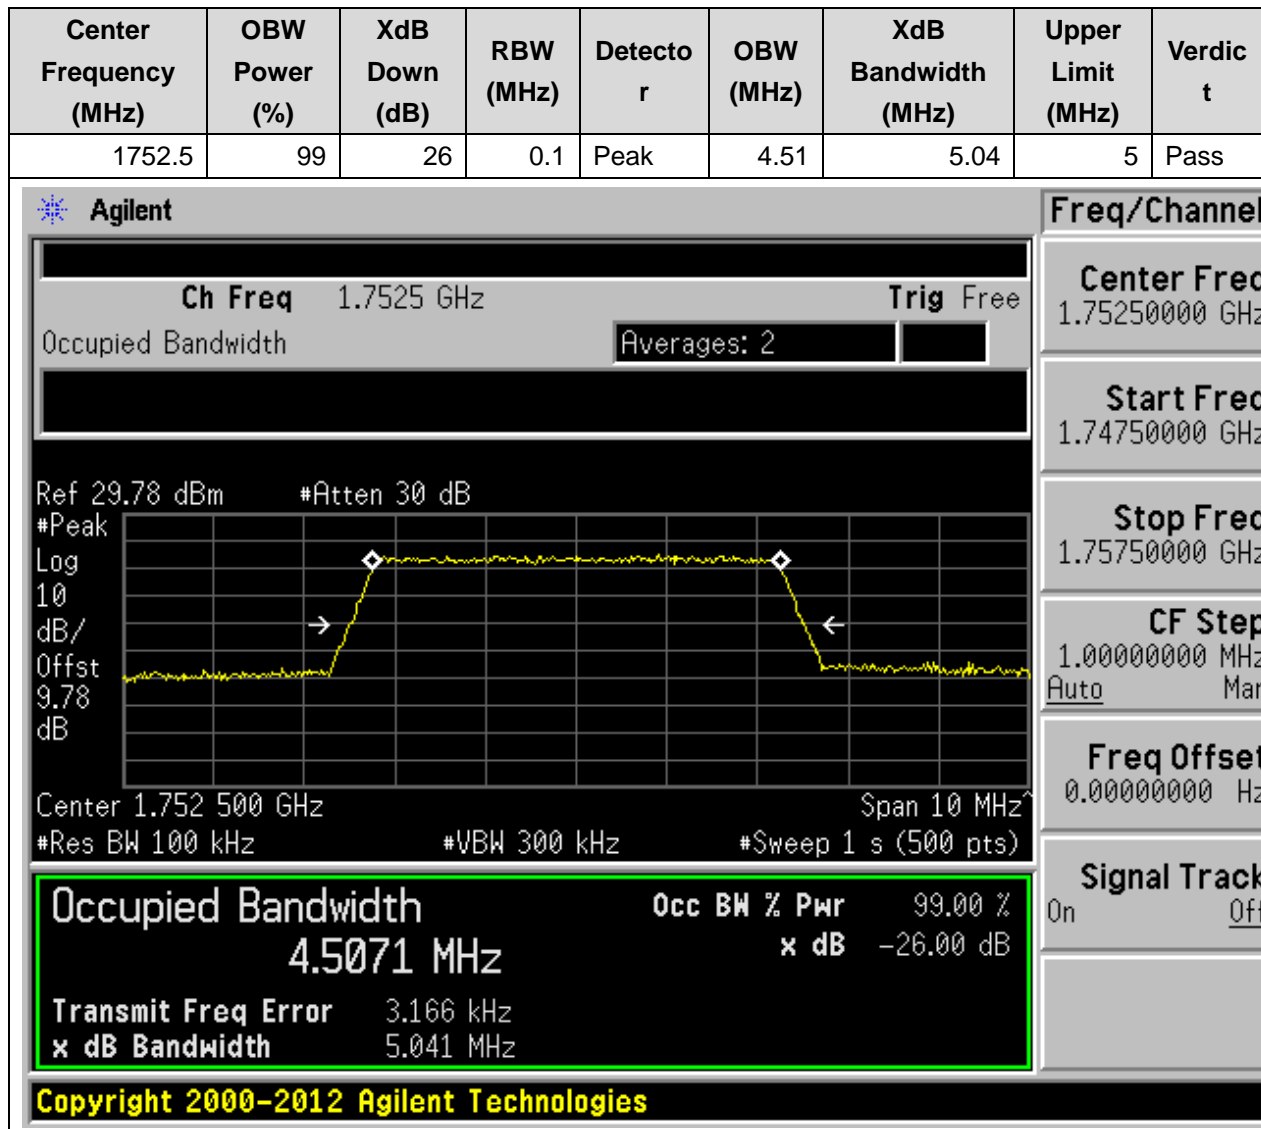 Center Frequency (MHz) OBW Power (%) XdB Down (dB) RBW (MHz) Detecto r OBW (MHz) XdB Bandwidth (MHz) Upper Limit (MHz) Verdic t
1752.5 99 26 0.1 Peak 4.51 5.04 5 Pass
Agilent
Ch Freq 1.7525 GHz Trig Free
Occupied Bandwidth Averages: 2
Ref 29.78 dBm #Atten 30 dB
#Peak
Log
10
dB/
Offst
9.78
dB
Center 1.752 500 GHz Span 10 MHz^
#Res BW 100 kHz #VBW 300 kHz #Sweep 1 s (500 pts)
Occupied Bandwidth Occ BW % Pwr 99.00 %
4.5071 MHz x dB -26.00 dB
Transmit Freq Error 3.166 kHz
x dB Bandwidth 5.041 MHz
Copyright 2000-2012 Agilent Technologies
Freq/Channel
Center Freq
1.75250000 GHz
Start Freq
1.74750000 GHz
Stop Freq
1.75750000 GHz
CF Step
1.00000000 MHz
Auto Man
Freq Offset
0.00000000 Hz
Signal Track
On Off